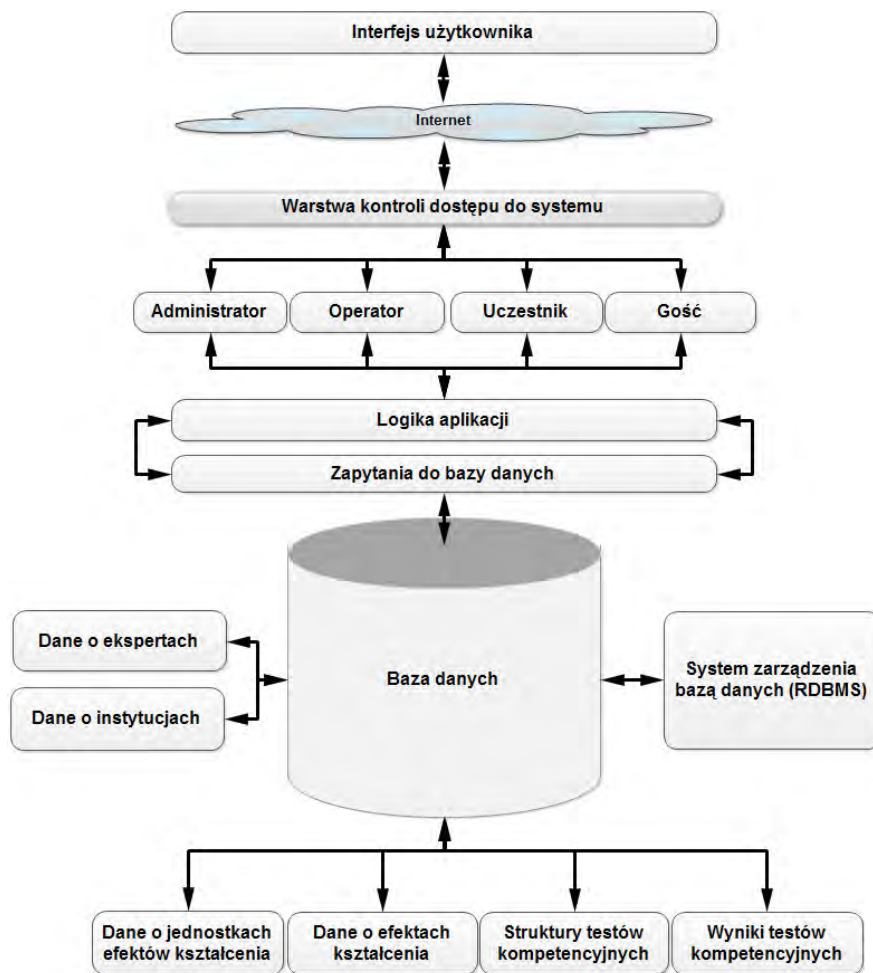 Interfejs użytkownika
Internet
Warstwa kontroli dostępu do systemu
Administrator
Operator
Uczestnik
Gość
Logika aplikacji
Zapytania do bazy danych
Dane o ekspertach
Dane o instytucjach
Baza danych
System zarządzenia
bazą danych (RDBMS)
Dane o jednostkach
efektów kształcenia
Dane o efektach
kształcenia
Struktury testów
kompetencyjnych
Wyniki testów
kompetencyjnych